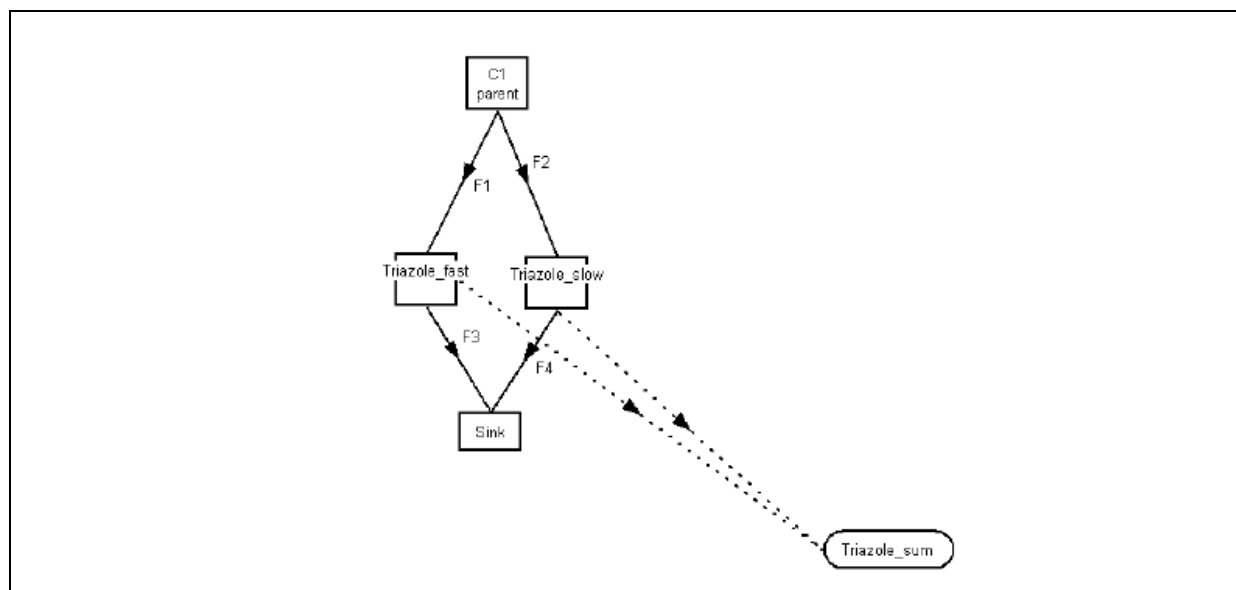 C1
parent
F2
F1
Triazole_fast
Triazole_slow
F3
F4
Sink
Triazole_sum